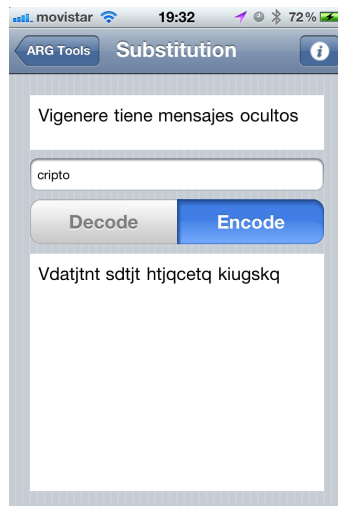 movistar 19:32 72%
ARG Tools Substitution
Vigenere tiene mensajes ocultos
cripto
Decode Encode
Vdatjtnt sdtjt htjqcetq kiugskq